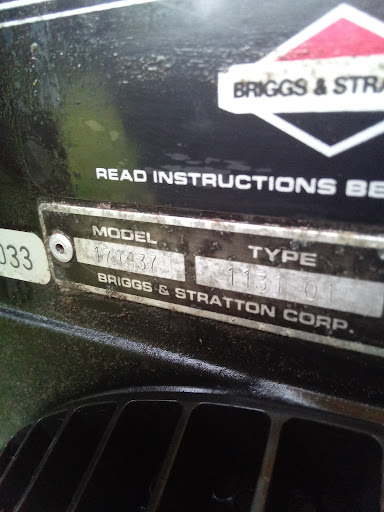 BRIGGS & STRA
READ INSTRUCTIONS BE
033
MODEL TYPE
1131 01
BRIGGS & STRATTON CORP.